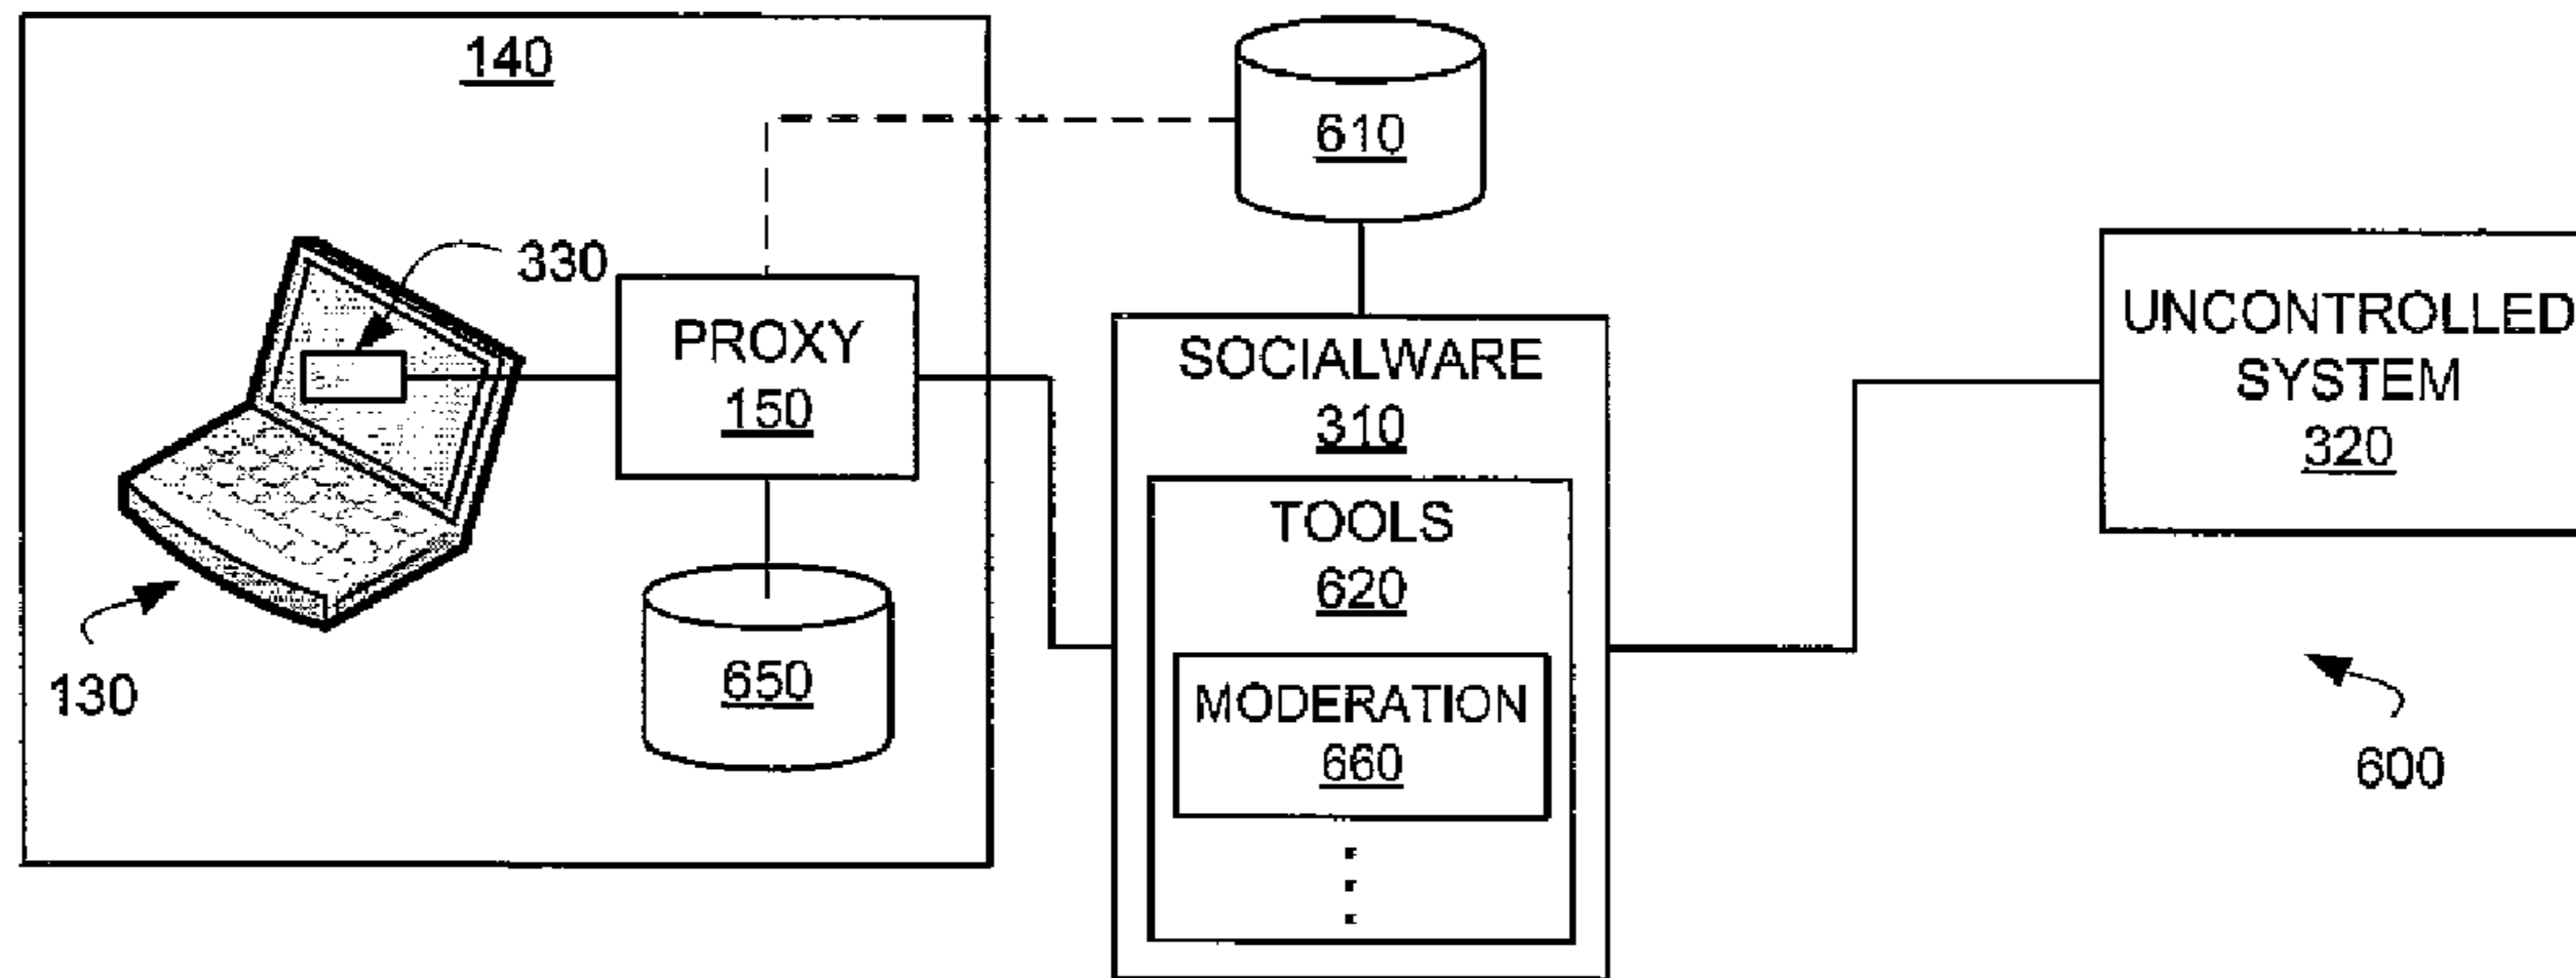 140
610
330
PROXY
150
650
130
SOCIALWARE
310
TOOLS
620
MODERATION
660
UNCONTROLLED
SYSTEM
320
600